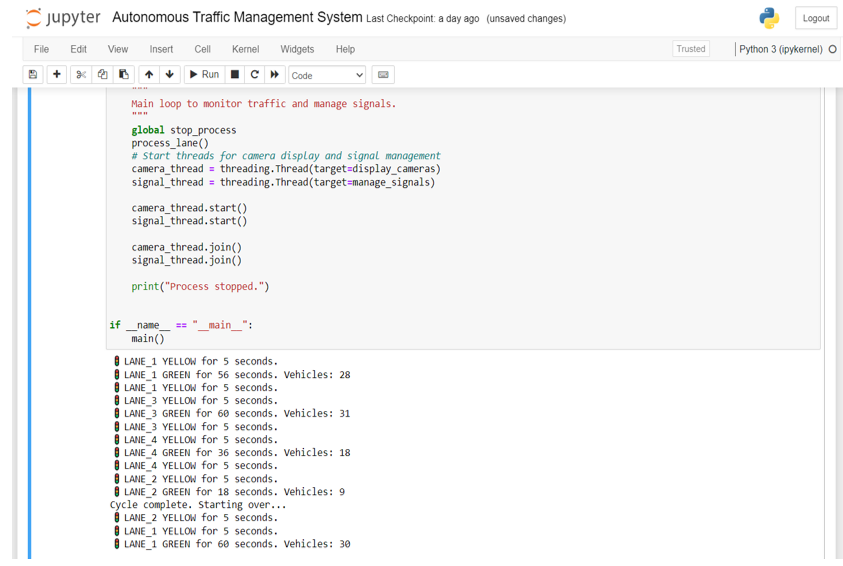 jupyter Autonomous Traffic Management System Last Checkpoint: a day ago (unsaved changes)
Logout
File Edit View Insert Cell Kernel Widgets Help
Trusted
Python 3 (ipykernel)
Run
Code
"""
Main loop to monitor traffic and manage signals.
"""
global stop_process
process_lane()
# Start threads for camera display and signal management
camera_thread = threading.Thread(target=display_cameras)
signal_thread = threading.Thread(target=manage_signals)
camera_thread.start()
signal_thread.start()
camera_thread.join()
signal_thread.join()
print("Process stopped.")
if __name__ == "__main__":
main()
LANE_1 YELLOW for 5 seconds.
LANE_1 GREEN for 56 seconds. Vehicles: 28
LANE_1 YELLOW for 5 seconds.
LANE_3 YELLOW for 5 seconds.
LANE_3 GREEN for 60 seconds. Vehicles: 31
LANE_3 YELLOW for 5 seconds.
LANE_4 YELLOW for 5 seconds.
LANE_4 GREEN for 36 seconds. Vehicles: 18
LANE_4 YELLOW for 5 seconds.
LANE_2 YELLOW for 5 seconds.
LANE_2 GREEN for 18 seconds. Vehicles: 9
Cycle complete. Starting over...
LANE_2 YELLOW for 5 seconds.
LANE_1 YELLOW for 5 seconds.
LANE_1 GREEN for 60 seconds. Vehicles: 30